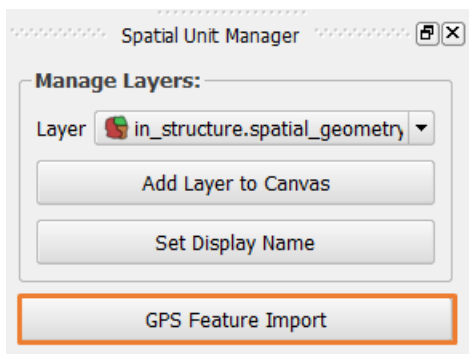 Spatial Unit Manager
Manage Layers:
Layer in_structure.spatial_geometry
Add Layer to Canvas
Set Display Name
GPS Feature Import